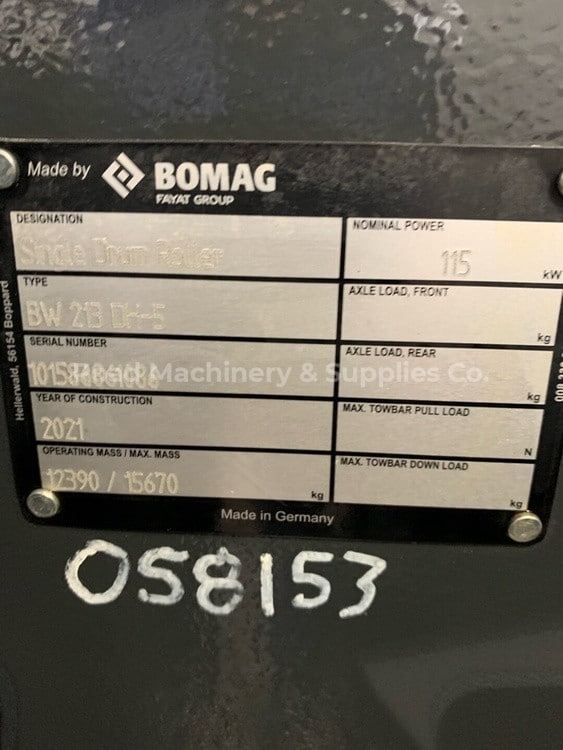 Made by BOMAG
FAYAT GROUP
DESIGNATION
Single Drum Roller
NOMINAL POWER
115 kW
TYPE
BW 213 DH-5
AXLE LOAD, FRONT
kg
SERIAL NUMBER
AXLE LOAD, REAR
kg
Machinery & Supplies Co.
YEAR OF CONSTRUCTION
2021
MAX. TOWBAR PULL LOAD
N
OPERATING MASS / MAX. MASS
12390 / 15670 kg
MAX. TOWBAR DOWN LOAD
kg
Made in Germany
Hellerwald, 56154 Boppard
058153